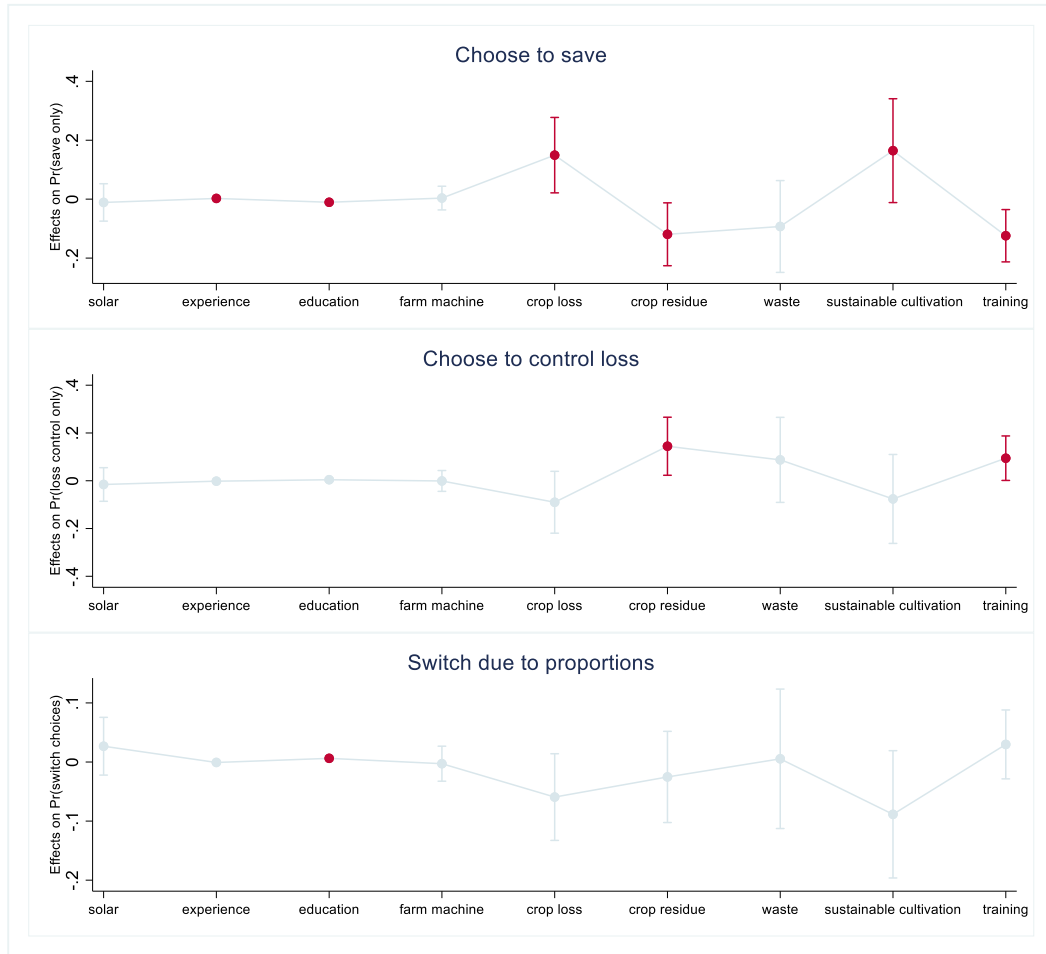 Choose to save
Effects on Pr(save only)
.4
.2
0
-.2
solar experience education farm machine crop loss crop residue waste sustainable cultivation training
Choose to control loss
Effects on Pr(loss control only)
.4
.2
0
-.2
-.4
solar experience education farm machine crop loss crop residue waste sustainable cultivation training
Switch due to proportions
Effects on Pr(switch choices)
.1
0
-.1
-.2
solar experience education farm machine crop loss crop residue waste sustainable cultivation training